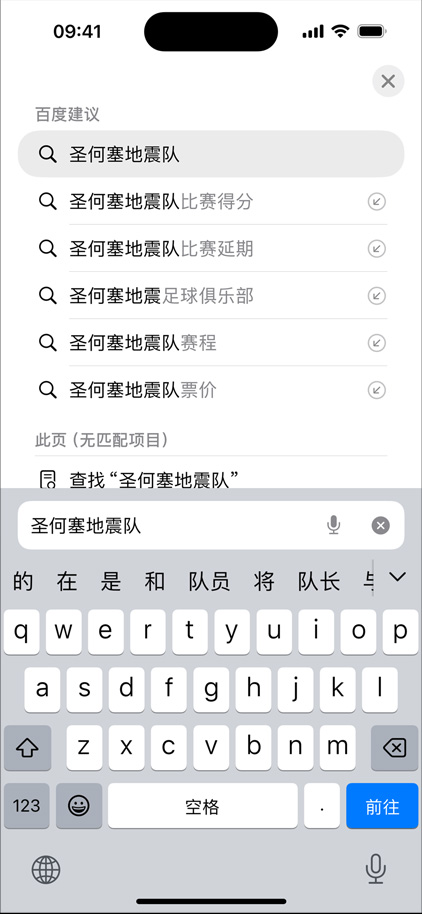 09:41
百度建议
圣何塞地震队
圣何塞地震队比赛得分
圣何塞地震队比赛延期
圣何塞地震足球俱乐部
圣何塞地震队赛程
圣何塞地震队票价
此页 (无匹配项目)
查找“圣何塞地震队”
圣何塞地震队
的 在 是 和 队员 将 队长
q w e r t y u i o p
a s d f g h j k l
z x c v b n m
123 空格 . 前往